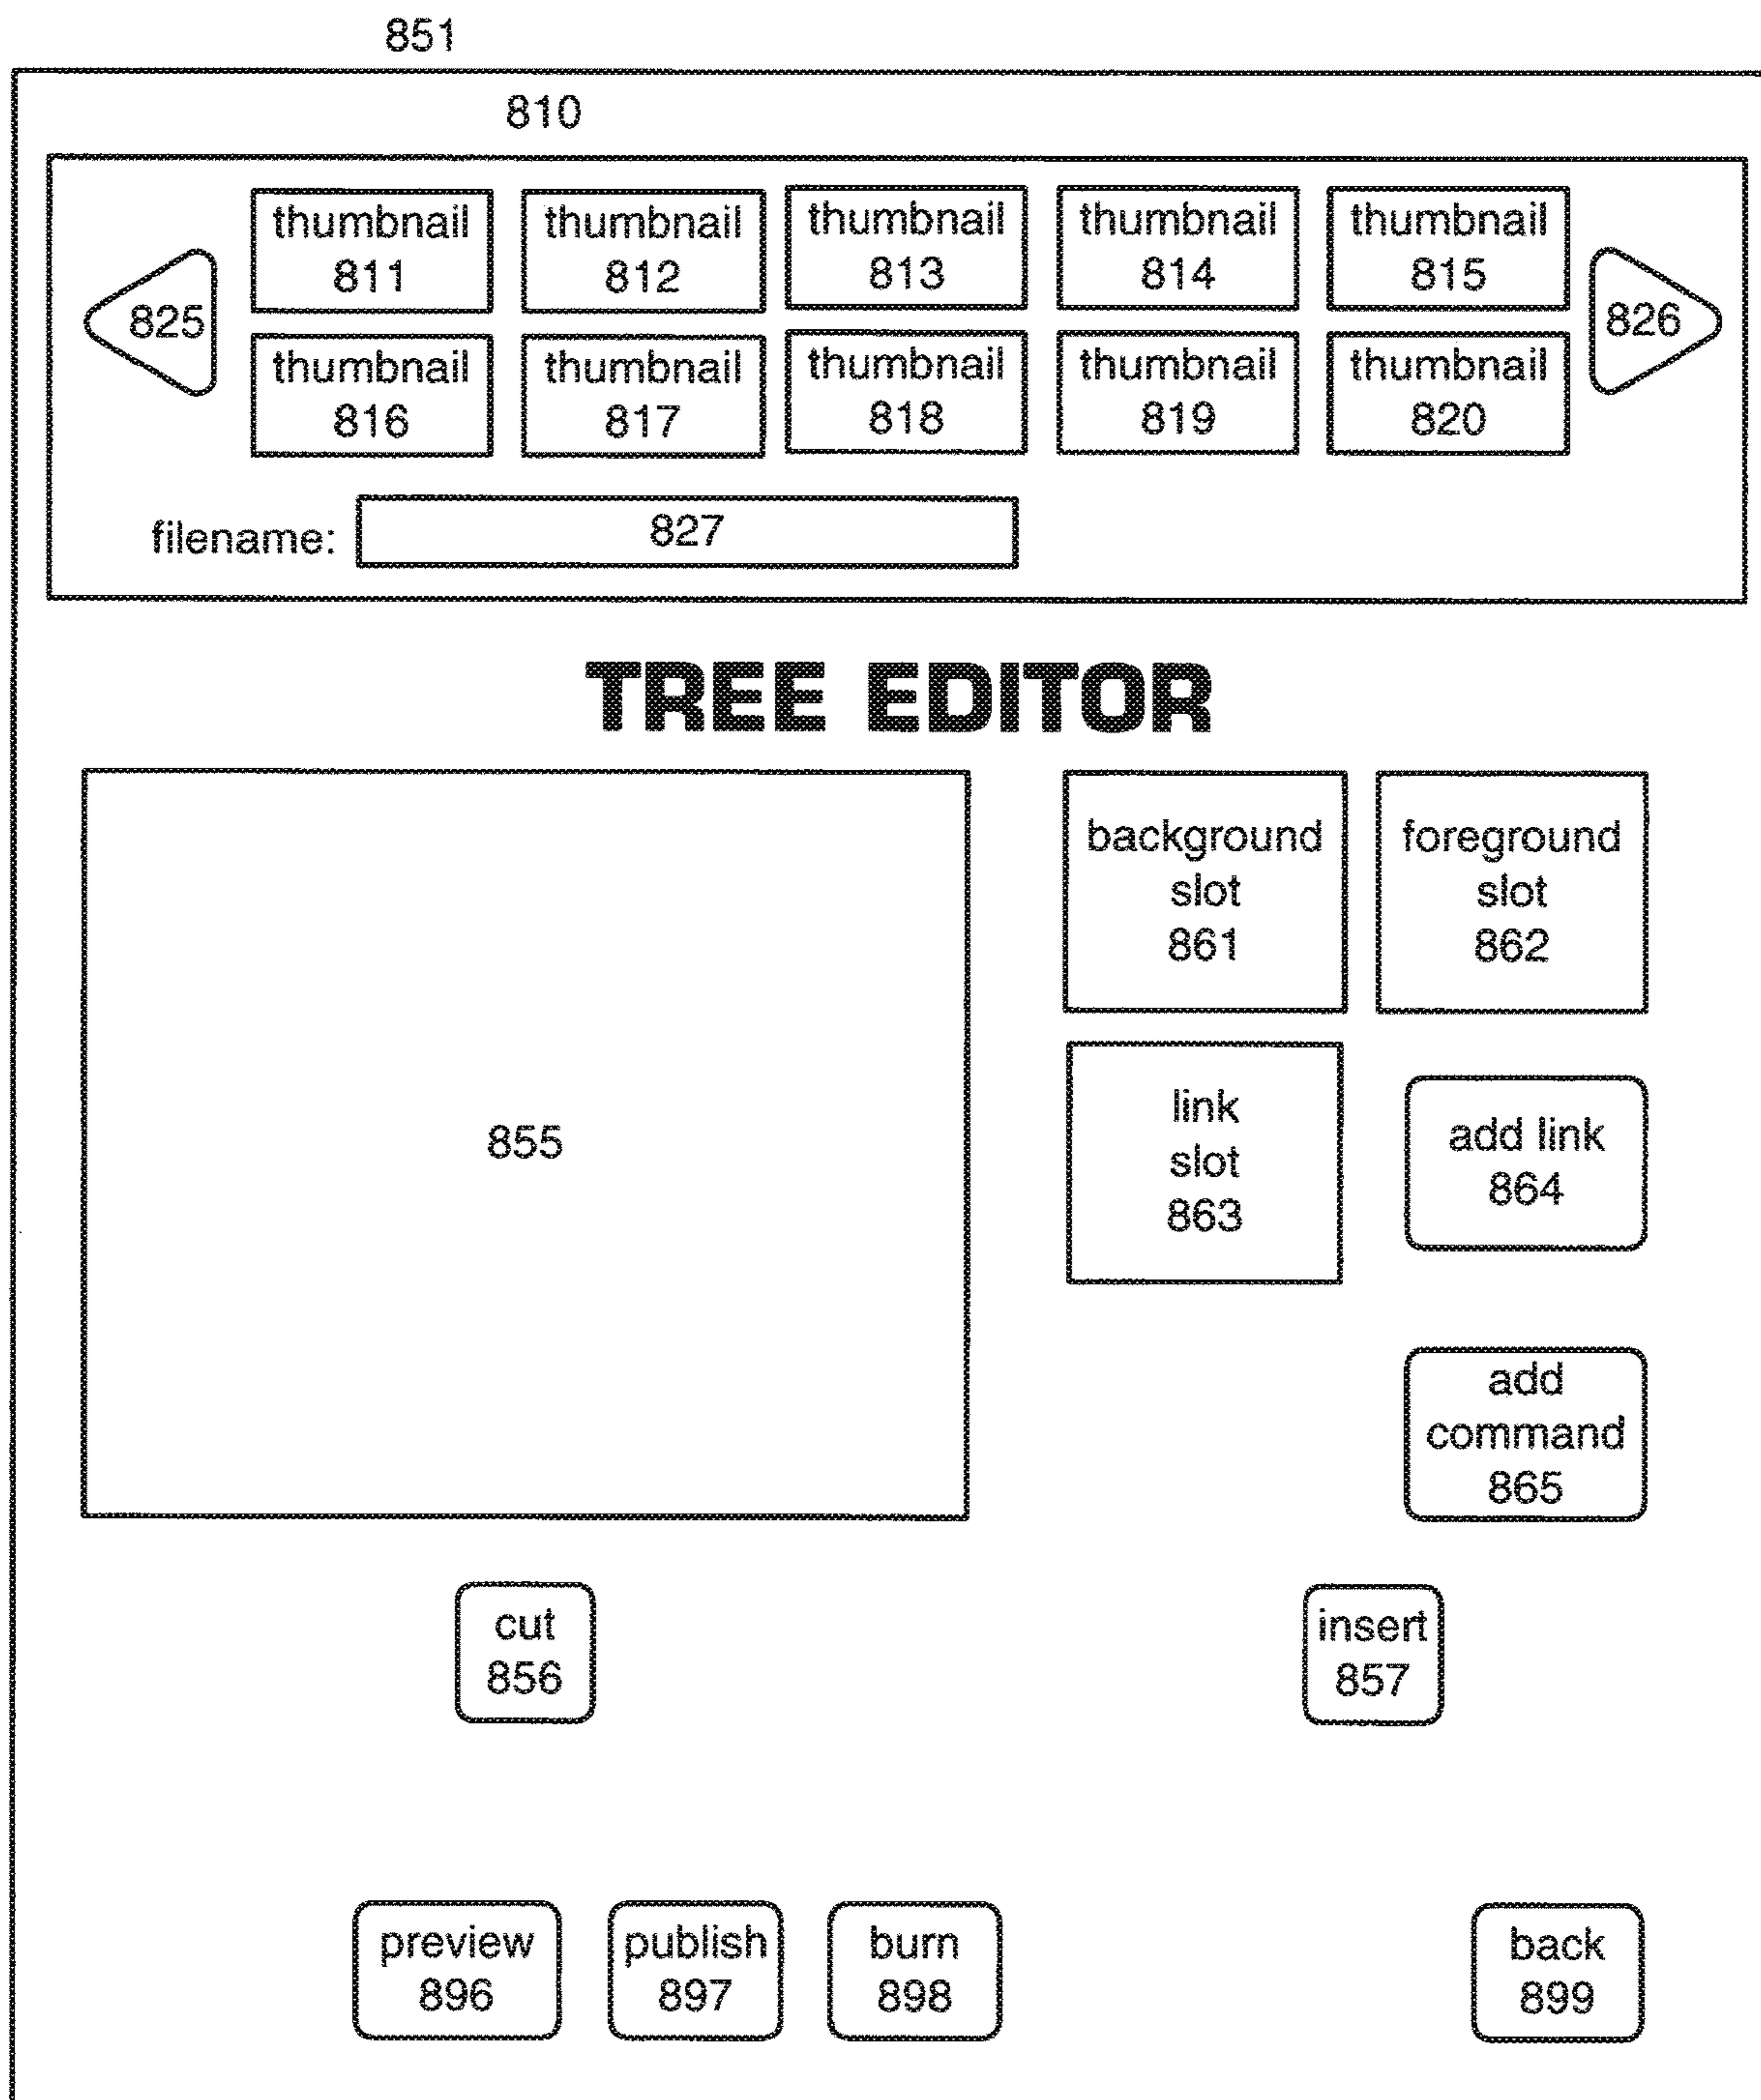 851
810
thumbnail
811
thumbnail
812
thumbnail
813
thumbnail
814
thumbnail
815
825
826
thumbnail
816
thumbnail
817
thumbnail
818
thumbnail
819
thumbnail
820
filename:
827
TREE EDITOR
855
background
slot
861
foreground
slot
862
link
slot
863
add link
864
add
command
865
cut
856
insert
857
preview
896
publish
897
burn
898
back
899